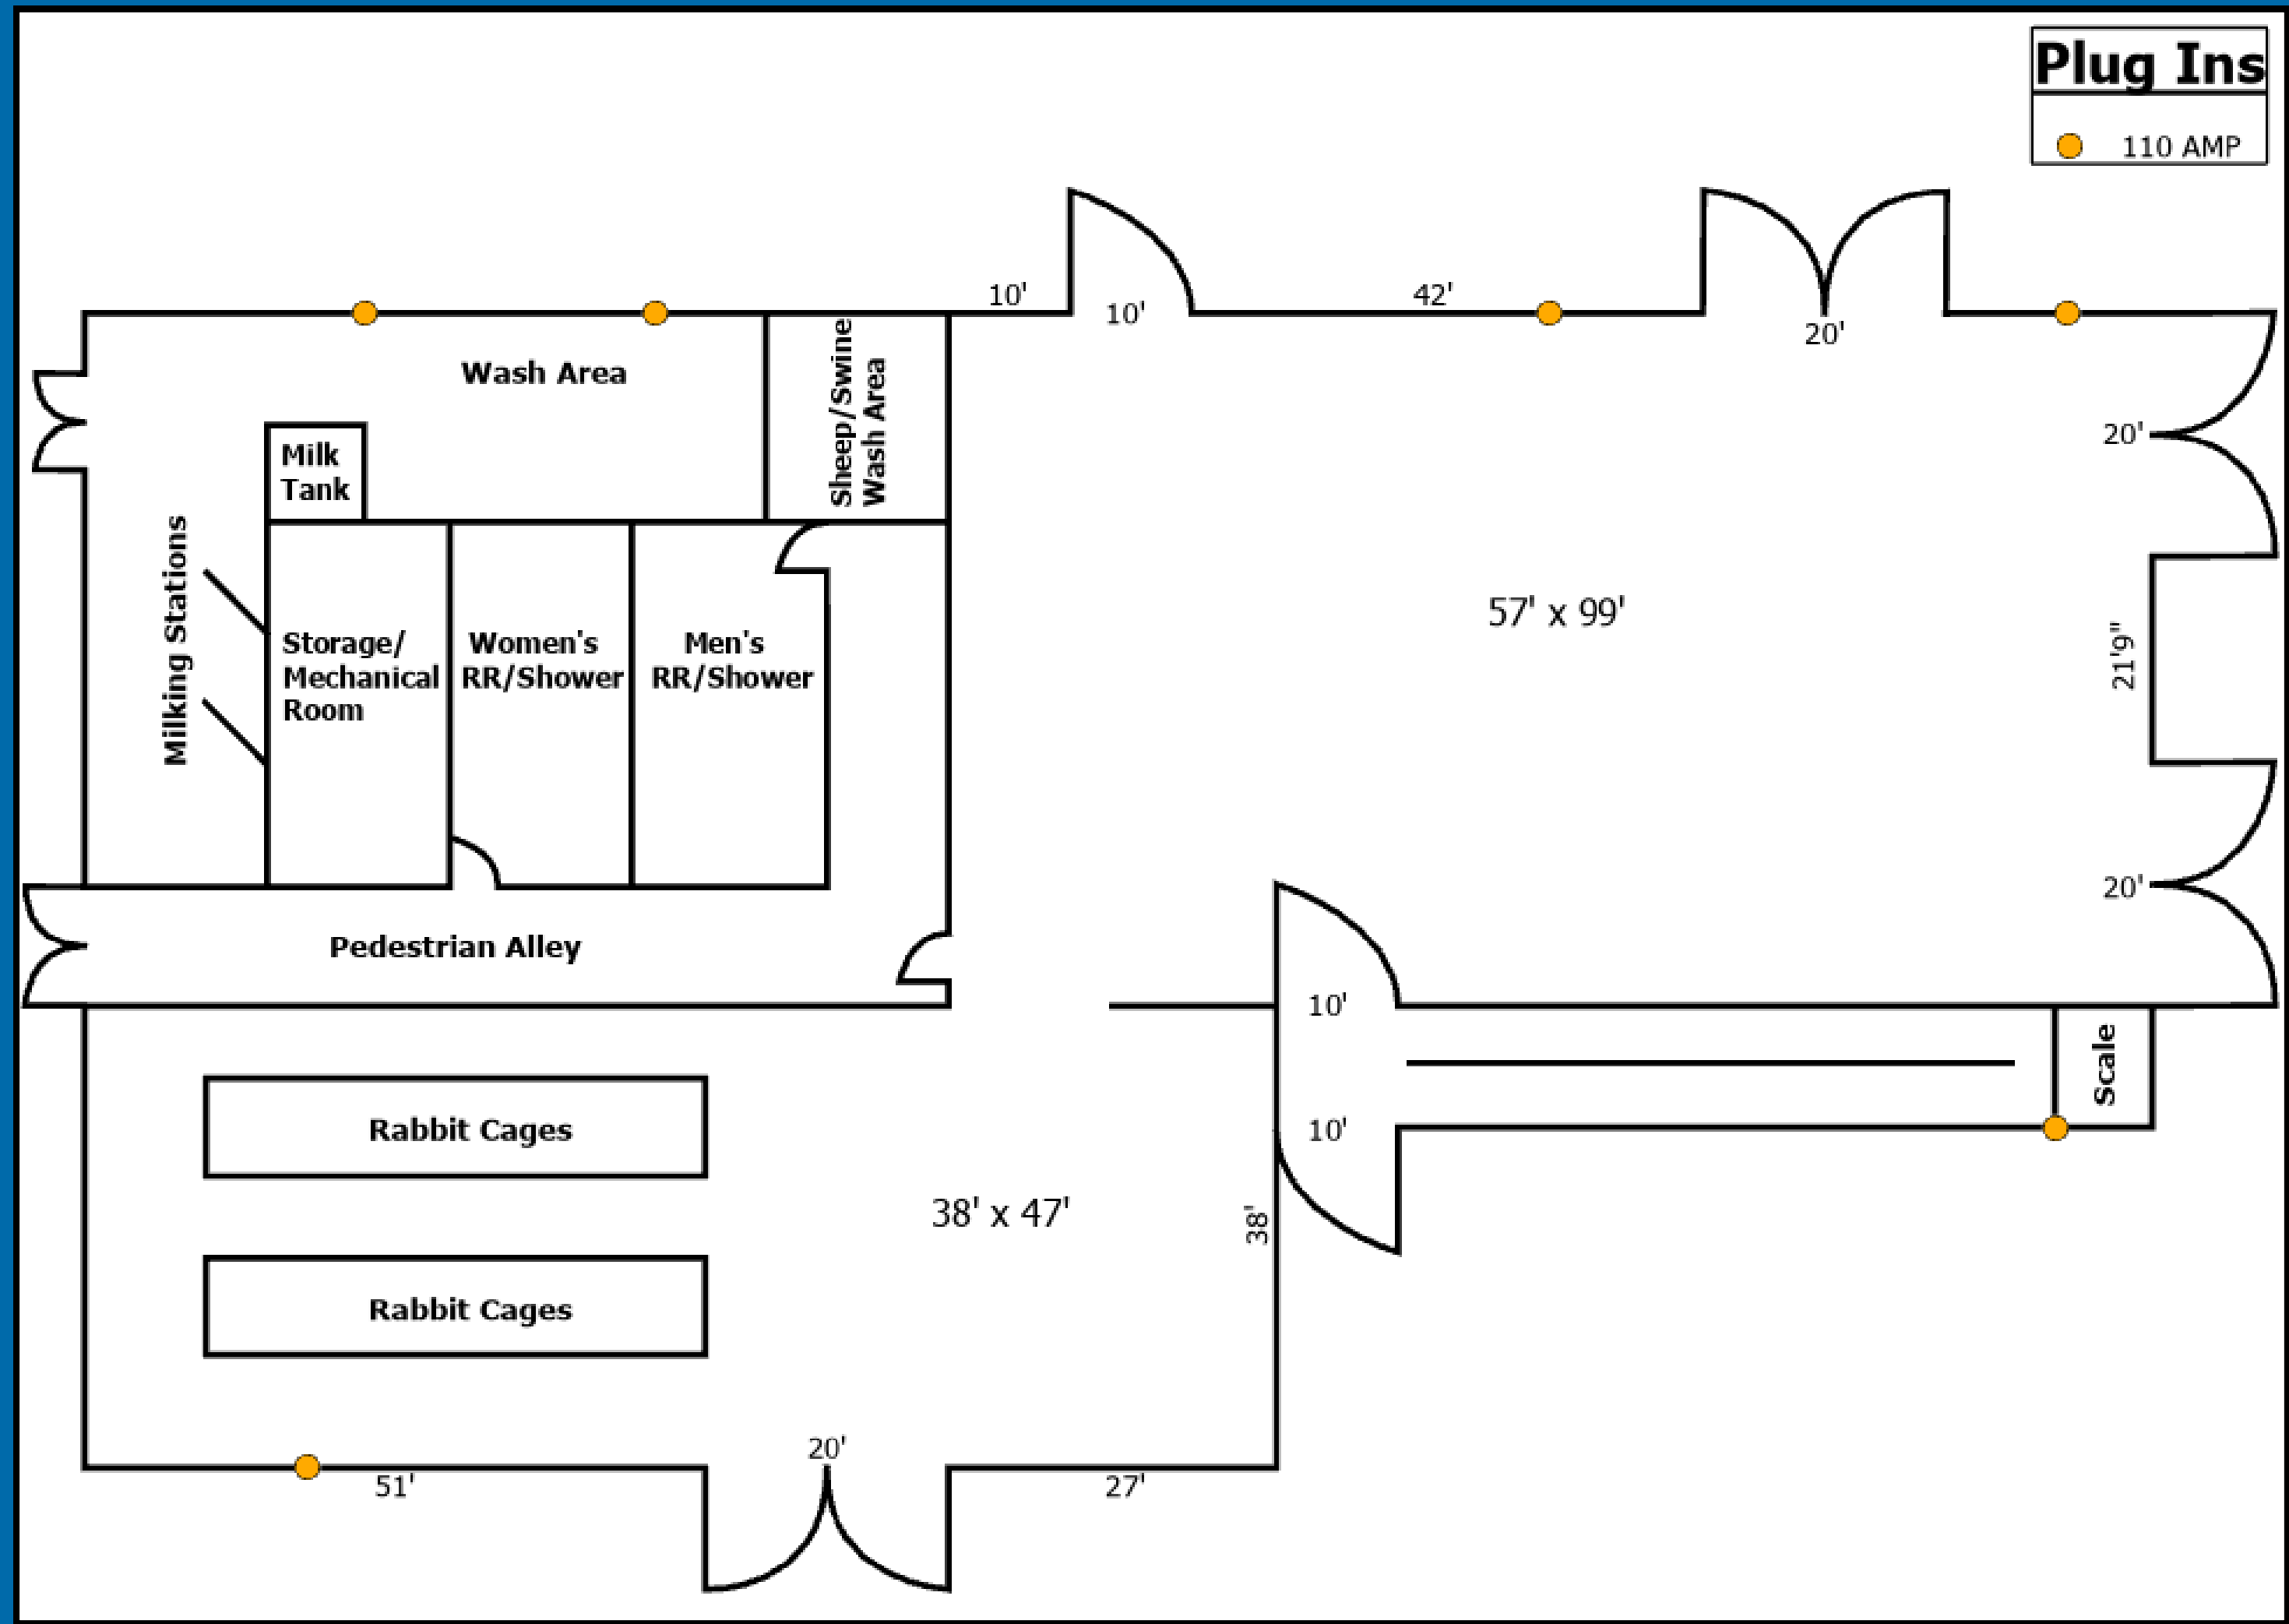 Plug Ins
110 AMP
10'
10'
42'
20'
Wash Area
Sheep/Swine
Wash Area
20'
Milk
Tank
Milking Stations
57' x 99'
21'9"
Storage/
Mechanical
Room
Women's
RR/Shower
Men's
RR/Shower
20'
Pedestrian Alley
10'
Scale
Rabbit Cages
10'
38' x 47'
38'
Rabbit Cages
20'
51'
27'